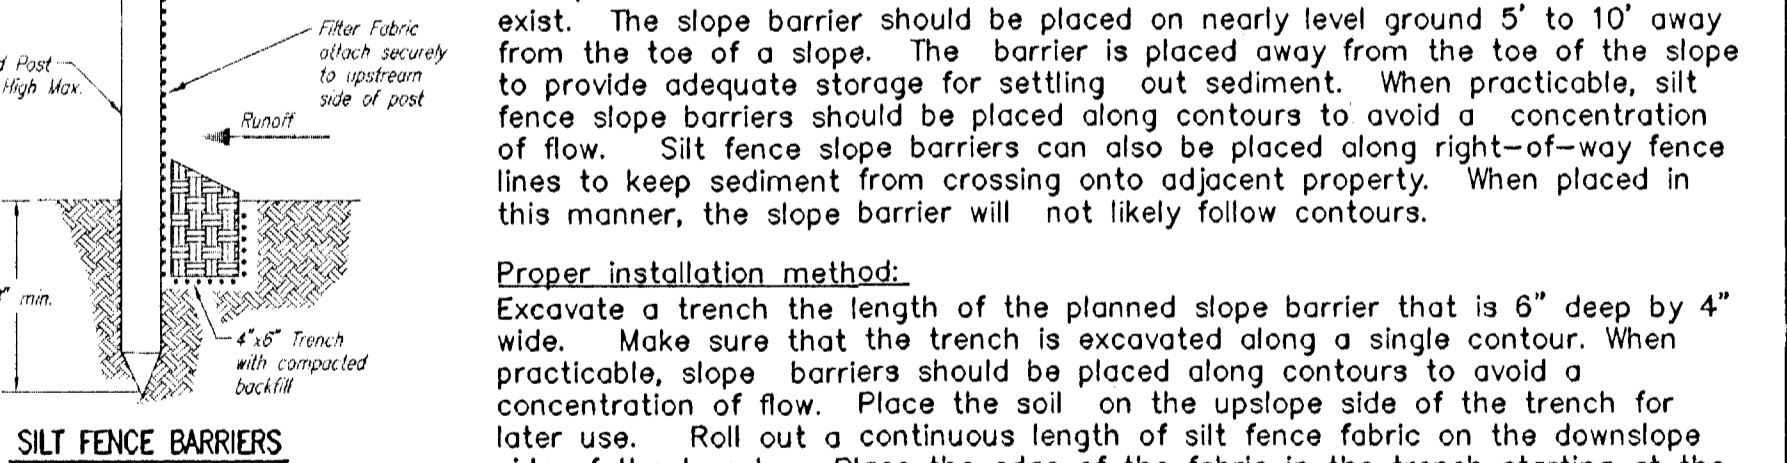 Filter Fabric
attach securely
to upstream
side of post
Post
High Max.
Runoff
min.
4"x6" Trench
with compacted
backfill
SILT FENCE BARRIERS
exist. The slope barrier should be placed on nearly level ground 5' to 10' away
from the toe of a slope. The barrier is placed away from the toe of the slope
to provide adequate storage for settling out sediment. When practicable, silt
fence slope barriers should be placed along contours to avoid a concentration
of flow. Silt fence slope barriers can also be placed along right-of-way fence
lines to keep sediment from crossing onto adjacent property. When placed in
this manner, the slope barrier will not likely follow contours.
Proper installation method:
Excavate a trench the length of the planned slope barrier that is 6" deep by 4"
wide. Make sure that the trench is excavated along a single contour. When
practicable, slope barriers should be placed along contours to avoid a
concentration of flow. Place the soil on the upslope side of the trench for
later use. Roll out a continuous length of silt fence fabric on the downslope